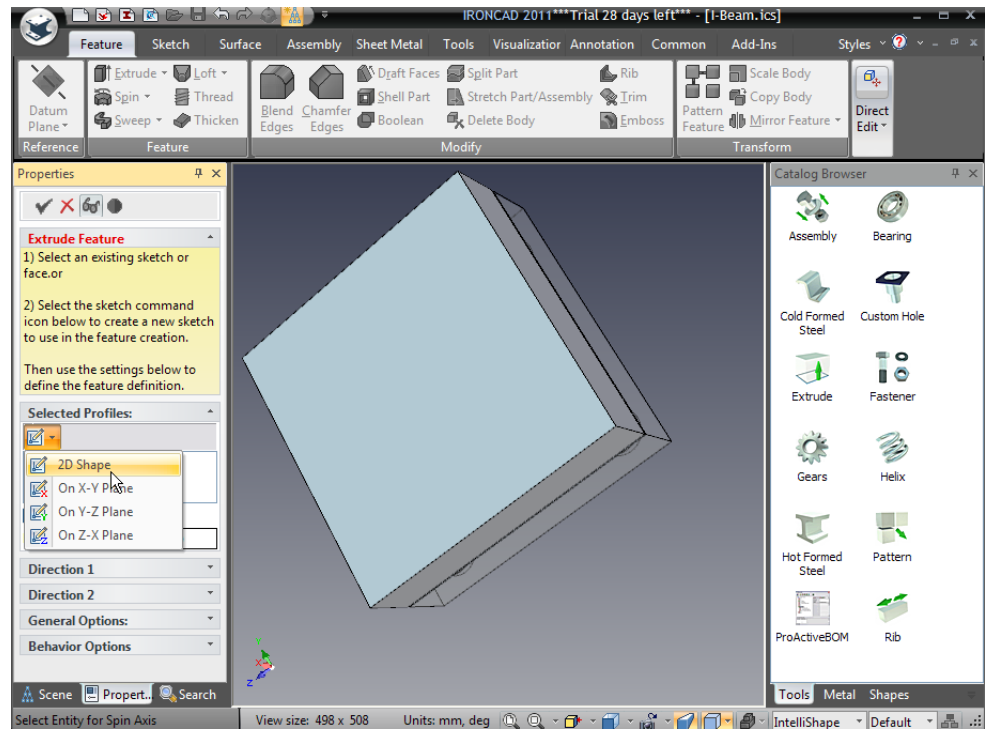 IRONCAD 2011***Trial 28 days left*** - [I-Beam.ics]
Feature Sketch Surface Assembly Sheet Metal Tools Visualizatior Annotation Common Add-Ins Styles
Extrude Loft Draft Faces Split Part Rib Scale Body
Spin Thread Shell Part Stretch Part/Assembly Trim Copy Body
Datum Plane Sweep Thicken Blend Edges Chamfer Edges Boolean Delete Body Emboss Pattern Feature Mirror Feature Direct Edit
Reference Feature Modify Transform
Properties
Extrude Feature
1) Select an existing sketch or
face.or
2) Select the sketch command
icon below to create a new sketch
to use in the feature creation.
Then use the settings below to
define the feature definition.
Selected Profiles:
2D Shape
On X-Y Plane
On Y-Z Plane
On Z-X Plane
Direction 1
Direction 2
General Options:
Behavior Options
Scene Propert... Search
Y
X
Z
Catalog Browser
Assembly Bearing
Cold Formed Custom Hole
Steel
Extrude Fastener
Gears Helix
Hot Formed Pattern
Steel
ProActiveBOM Rib
Tools Metal Shapes
Select Entity for Spin Axis View size: 498 x 508 Units: mm, deg IntelliShape Default